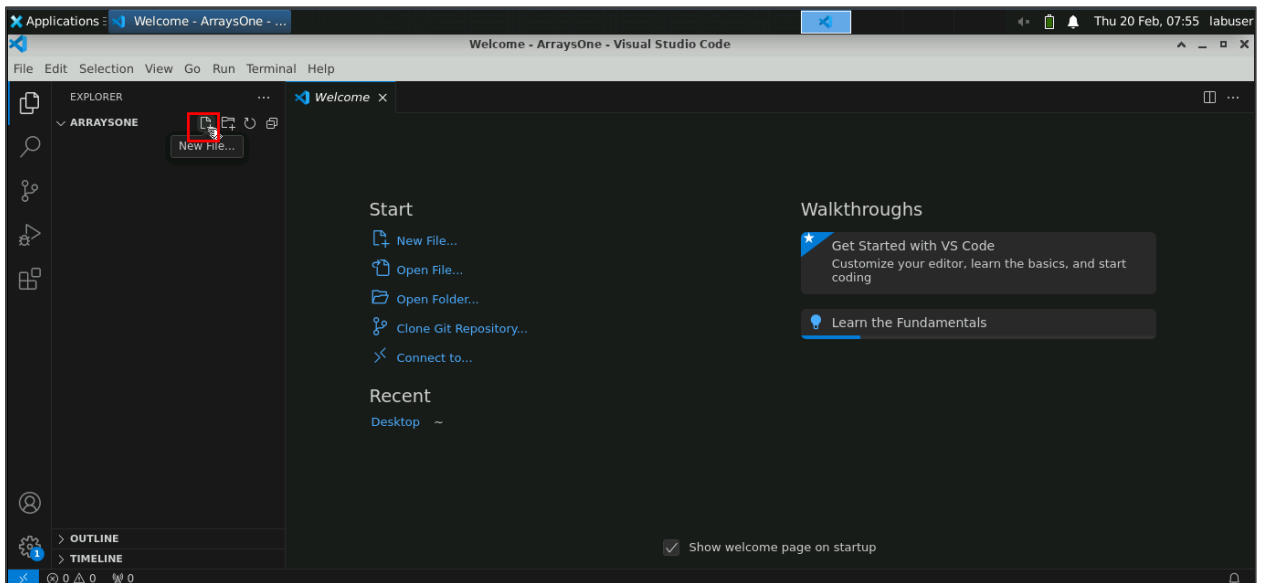 Applications Welcome - ArraysOne - ... Thu 20 Feb, 07:55 labuser
Welcome - ArraysOne - Visual Studio Code
File Edit Selection View Go Run Terminal Help
EXPLORER
Welcome
ARRAYSONE
New File...
Start
New File...
Open File...
Open Folder...
Clone Git Repository...
Connect to...
Recent
Desktop ~
Walkthroughs
Get Started with VS Code
Customize your editor, learn the basics, and start
coding
Learn the Fundamentals
Show welcome page on startup
1
OUTLINE
TIMELINE
0 0 0